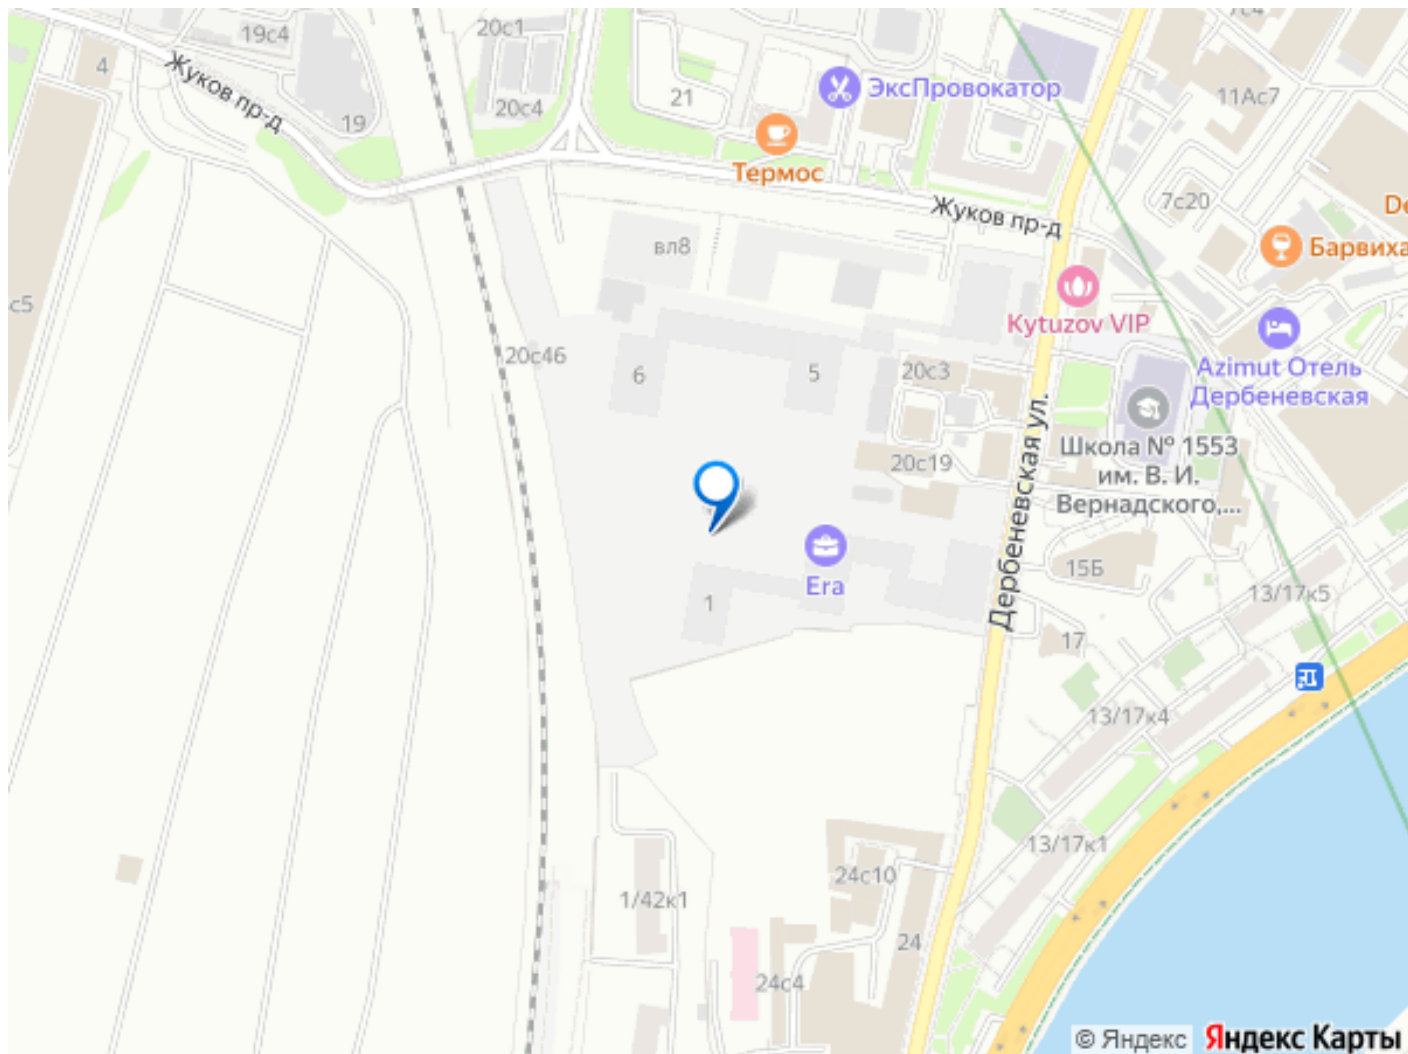 20с1
7с4
19с4
4
Жуков пр-д
20с4
19
21
ЭксПровокатор
11Ас7
Термос
7с20
De
Жуков пр-д
вл8
Барвиха
с5
Kytuzov VIP
20с46
6
5
20с3
Azimut Отель
Дербеневская
Дербеневская ул.
Школа № 1553
им. В. И.
Вернадского,...
20с19
Era
15Б
13/17к5
1
17
13/17к4
13/17к1
24с10
1/42к1
24
24с4
© Яндекс Яндекс Карты